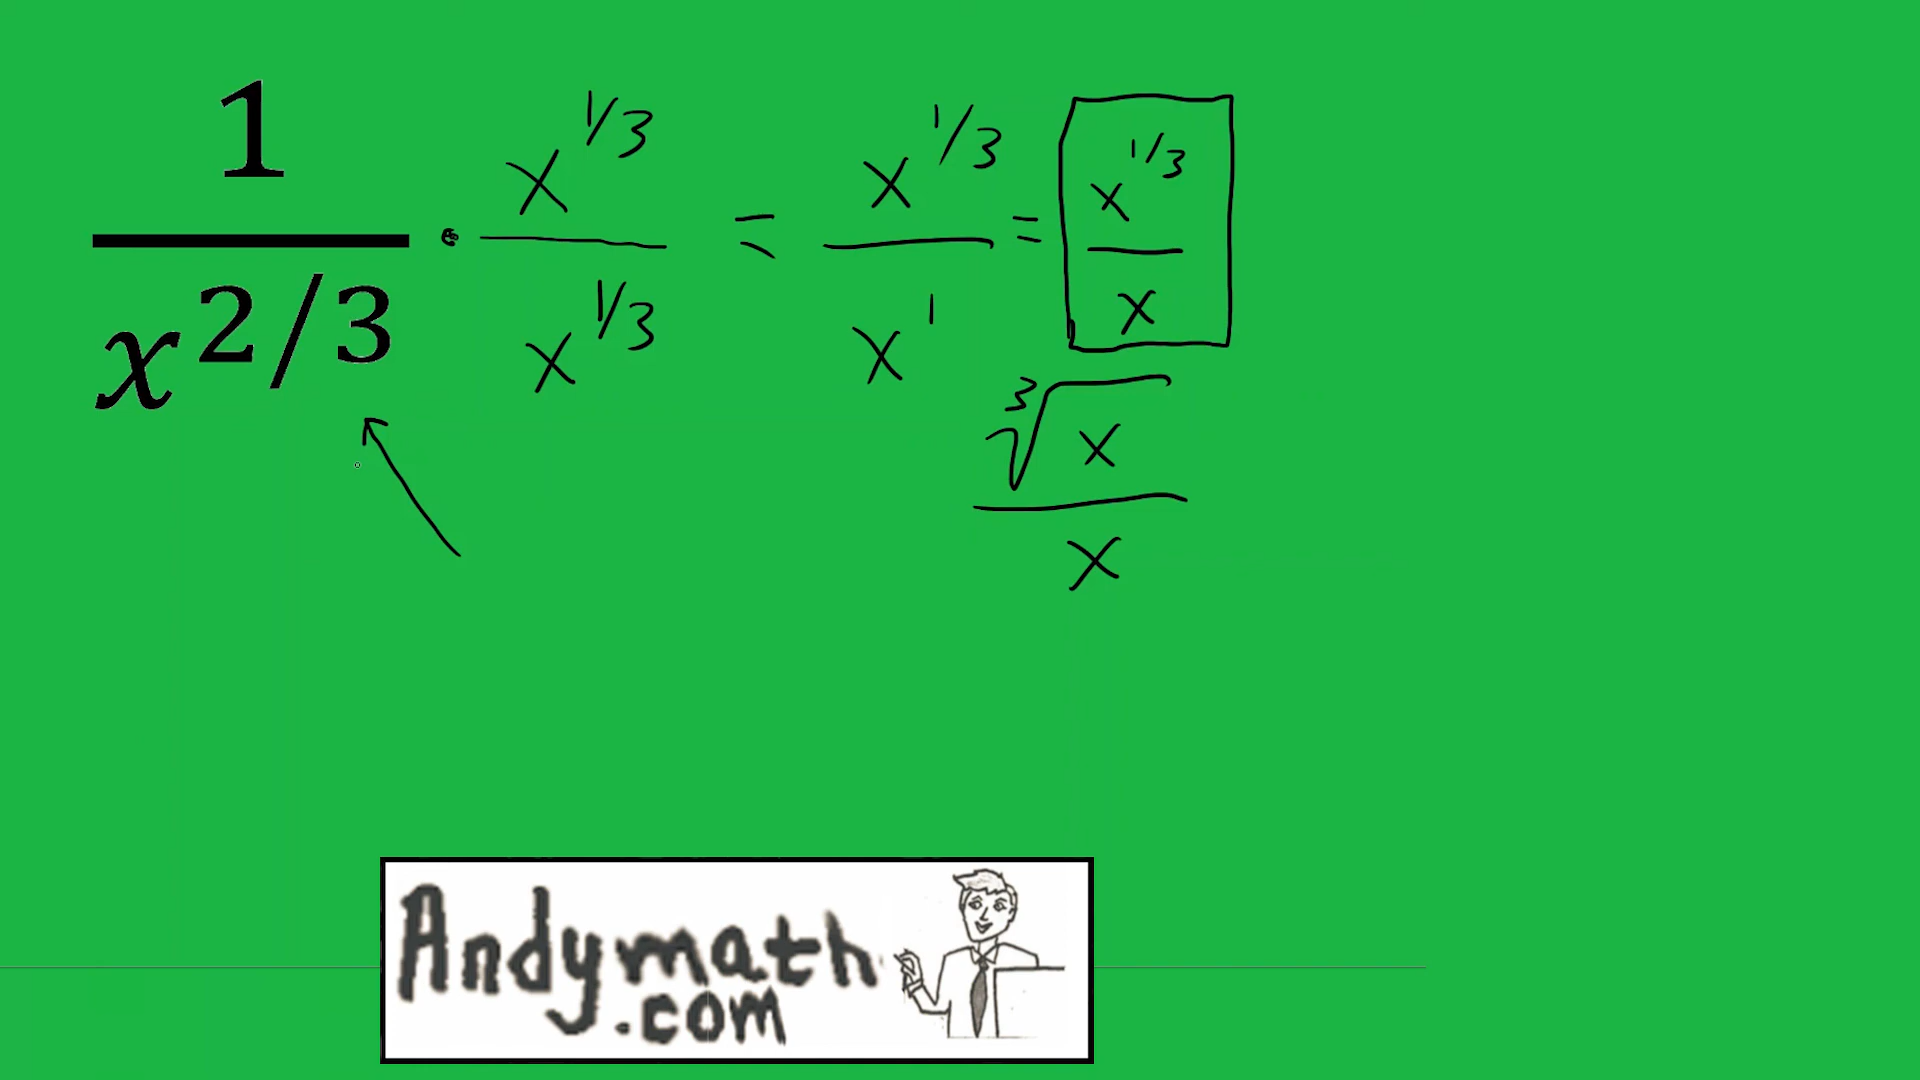 1/x^2/3 · x^1/3/x^1/3 = x^1/3/x^1 = x^1/3/x
∛x/x
Andymath
.com